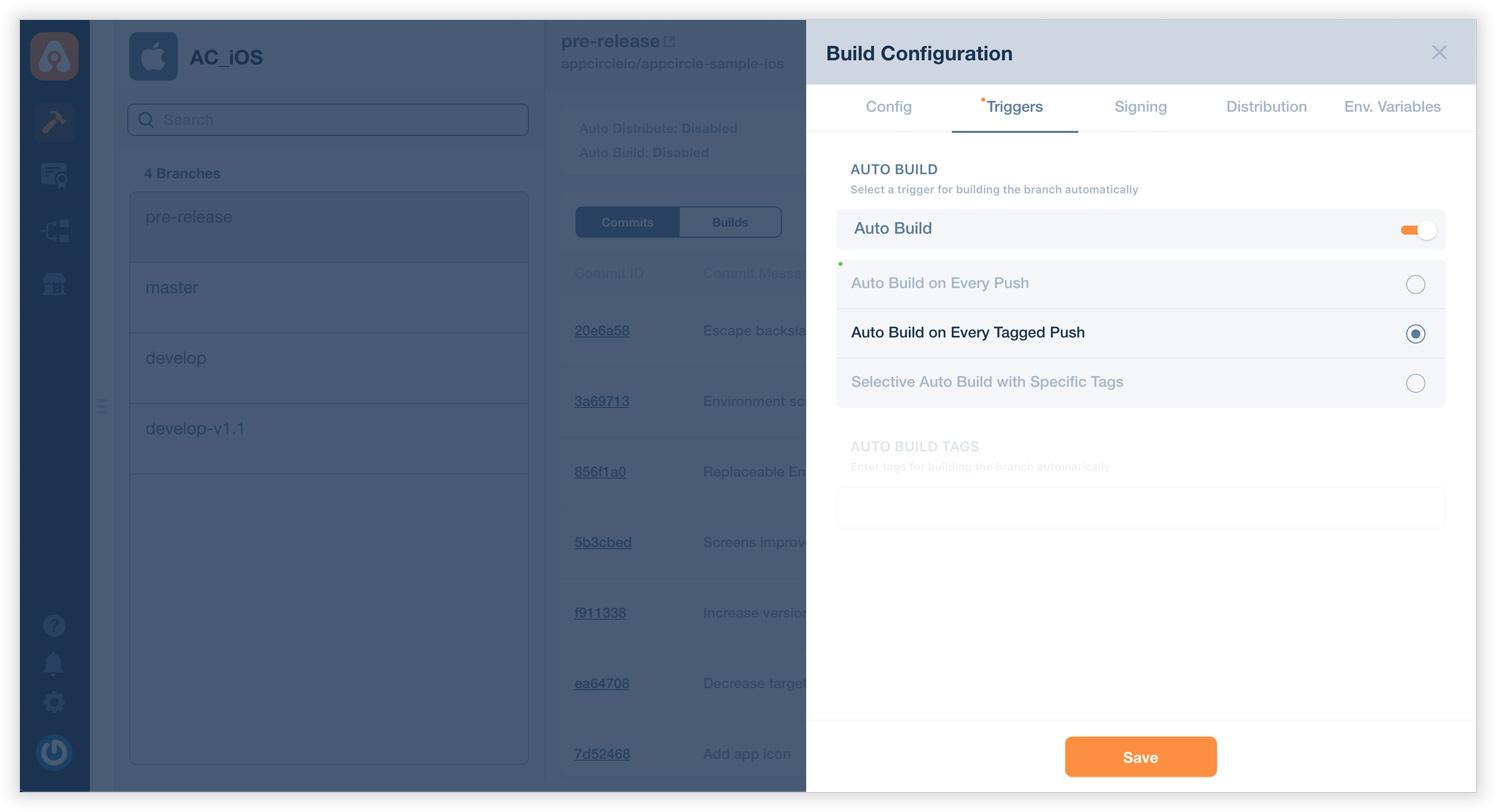 AC_iOS
Search
4 Branches
pre-release
master
develop
develop-v1.1
pre-release
appcircleio/appcircle-sample-ios
Auto Distribute: Disabled
Auto Build: Disabled
Commits Builds
Commit ID Commit Messag
20e6a58 Escape backsla
3a69713 Environment sc
856f1a0 Replaceable En
5b3cbed Screens improv
f911338 Increase version
ea64708 Decrease target
7d52468 Add app icon
Build Configuration
Config Triggers Signing Distribution Env. Variables
AUTO BUILD
Select a trigger for building the branch automatically
Auto Build
Auto Build on Every Push
Auto Build on Every Tagged Push
Selective Auto Build with Specific Tags
AUTO BUILD TAGS
Enter tags for building the branch automatically
Save